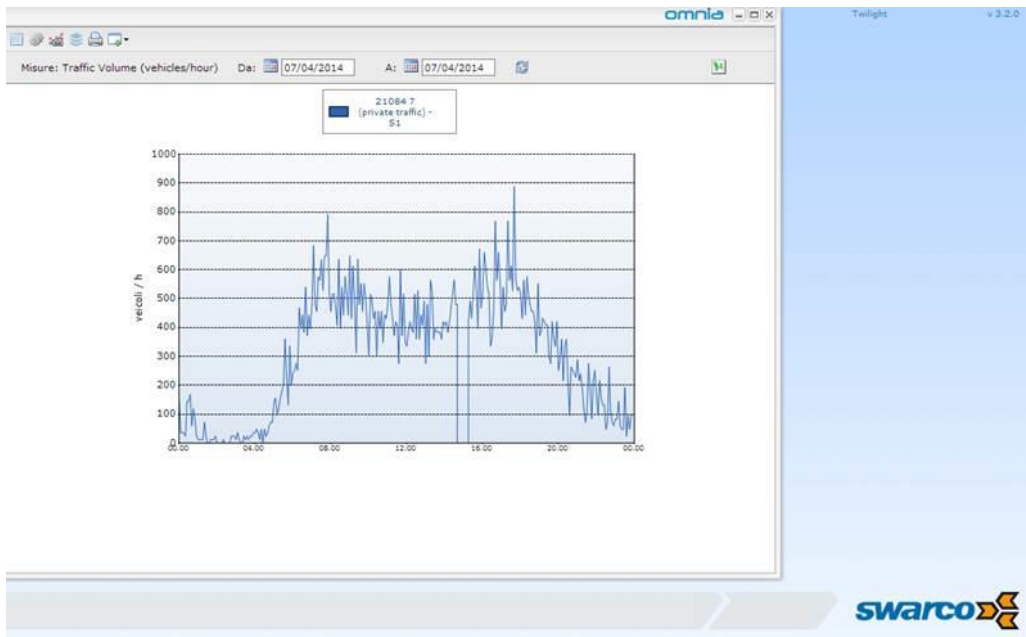 omnia
Twilight v 3.2.0
Misure: Traffic Volume (vehicles/hour) Da: 07/04/2014 A: 07/04/2014
21084 7
(private traffic) -
S1
1000
900
800
700
600
500
400
300
200
100
0
veicoli / h
00.00 04.00 08.00 12.00 16.00 20.00 00.00
swarco